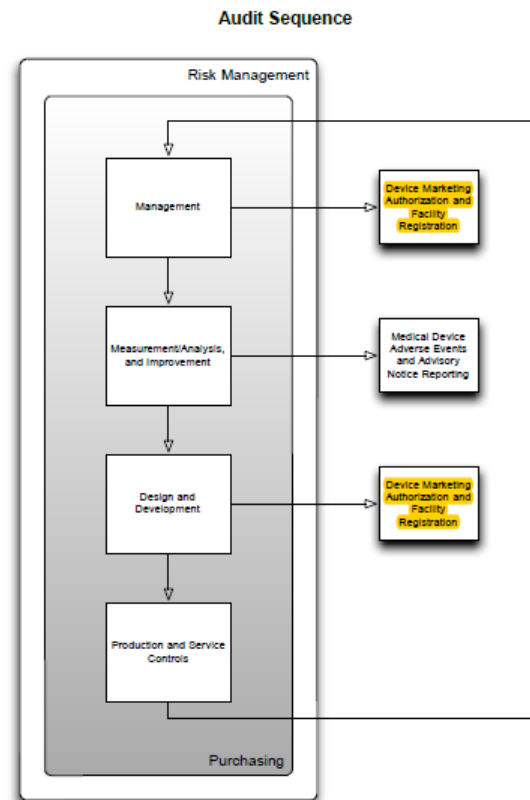 Audit Sequence
Risk Management
Management
Device Marketing
Authorization and
Facility
Registration
Measurement/Analysis,
and Improvement
Medical Device
Adverse Events
and Advisory
Notice Reporting
Design and
Development
Device Marketing
Authorization and
Facility
Registration
Production and Service
Controls
Purchasing